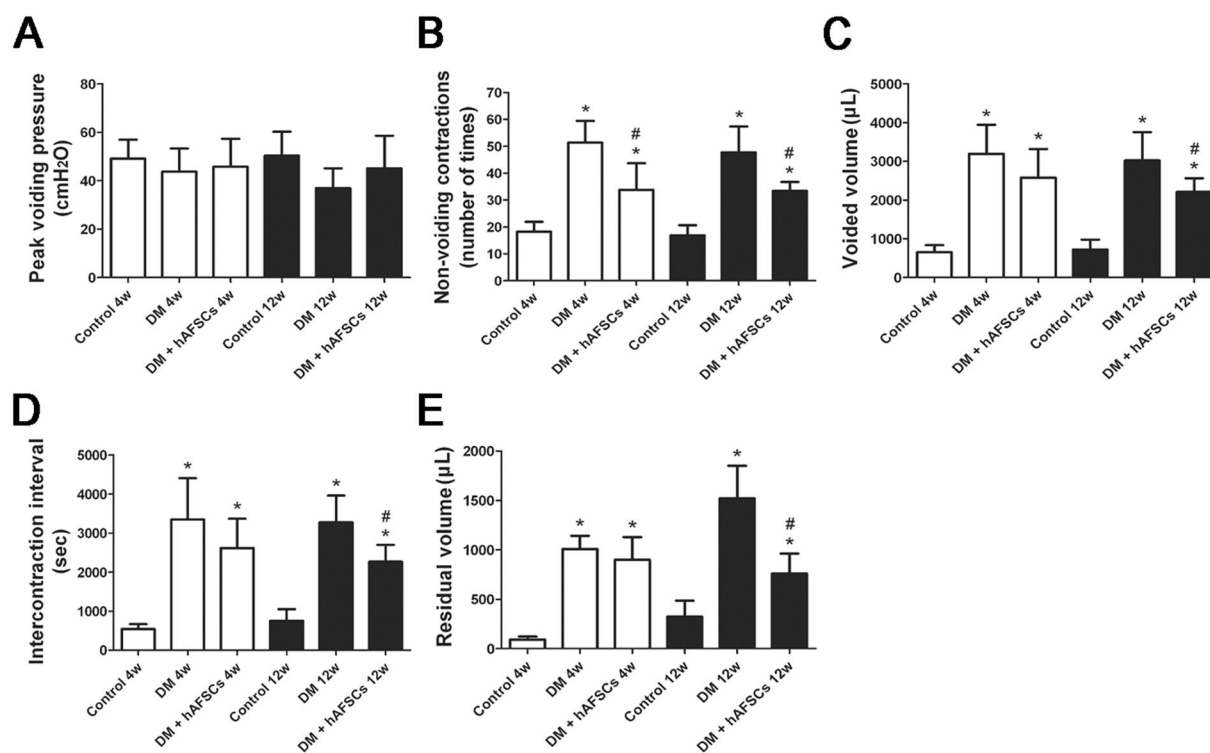 A
Peak voiding pressure
(cmH2O)
80
60
40
20
0
Control 4w
DM 4w
DM + hAFSCs 4w
Control 12w
DM 12w
DM + hAFSCs 12w
B
Non-voiding contractions
(number of times)
70
60
50
40
30
20
10
0
*
#
*
*
#
*
Control 4w
DM 4w
DM + hAFSCs 4w
Control 12w
DM 12w
DM + hAFSCs 12w
C
Voided volume (µL)
5000
4000
3000
2000
1000
0
*
*
*
#
*
Control 4w
DM 4w
DM + hAFSCs 4w
Control 12w
DM 12w
DM + hAFSCs 12w
D
Intercontraction interval
(sec)
5000
4000
3000
2000
1000
0
*
*
*
#
*
Control 4w
DM 4w
DM + hAFSCs 4w
Control 12w
DM 12w
DM + hAFSCs 12w
E
Residual volume (µL)
2000
1500
1000
500
0
*
*
*
#
*
Control 4w
DM 4w
DM + hAFSCs 4w
Control 12w
DM 12w
DM + hAFSCs 12w